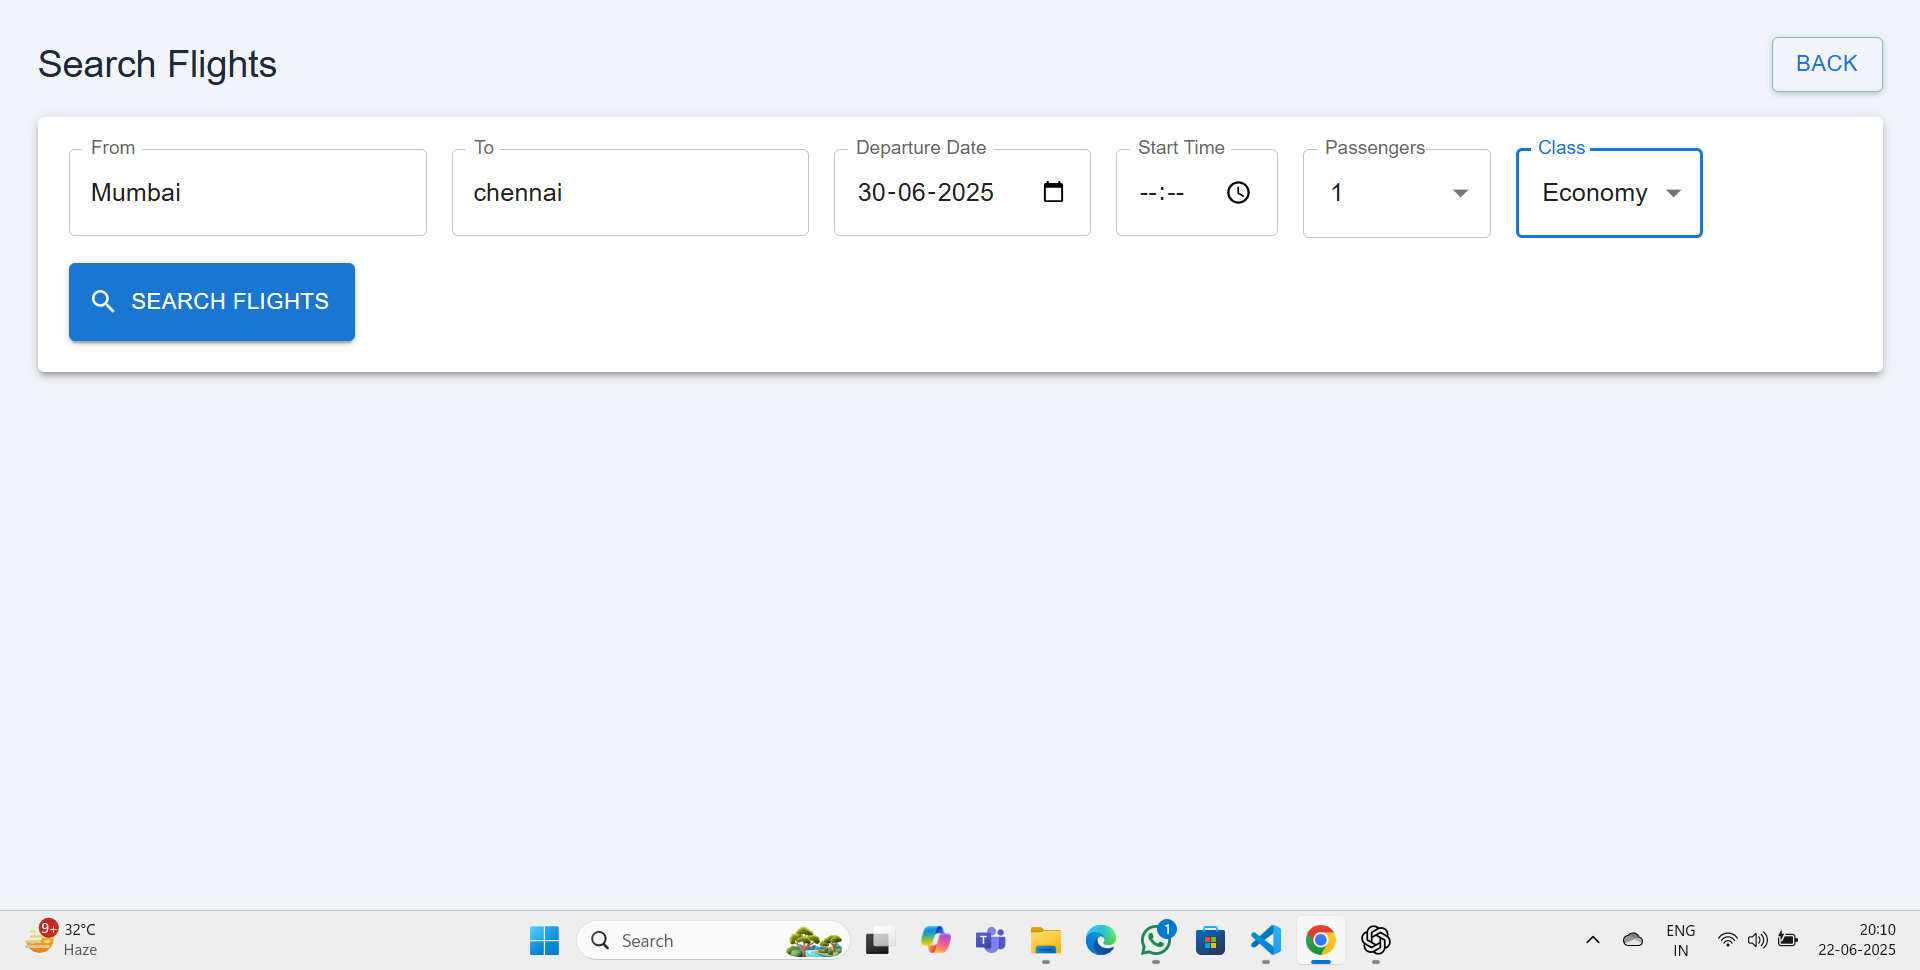 Search Flights
BACK
From
To
Departure Date
Start Time
Passengers
Class
Mumbai
chennai
30-06-2025
--:--
1
Economy
SEARCH FLIGHTS
9+
32°C
Haze
Search
T
1
ENG
IN
20:10
22-06-2025